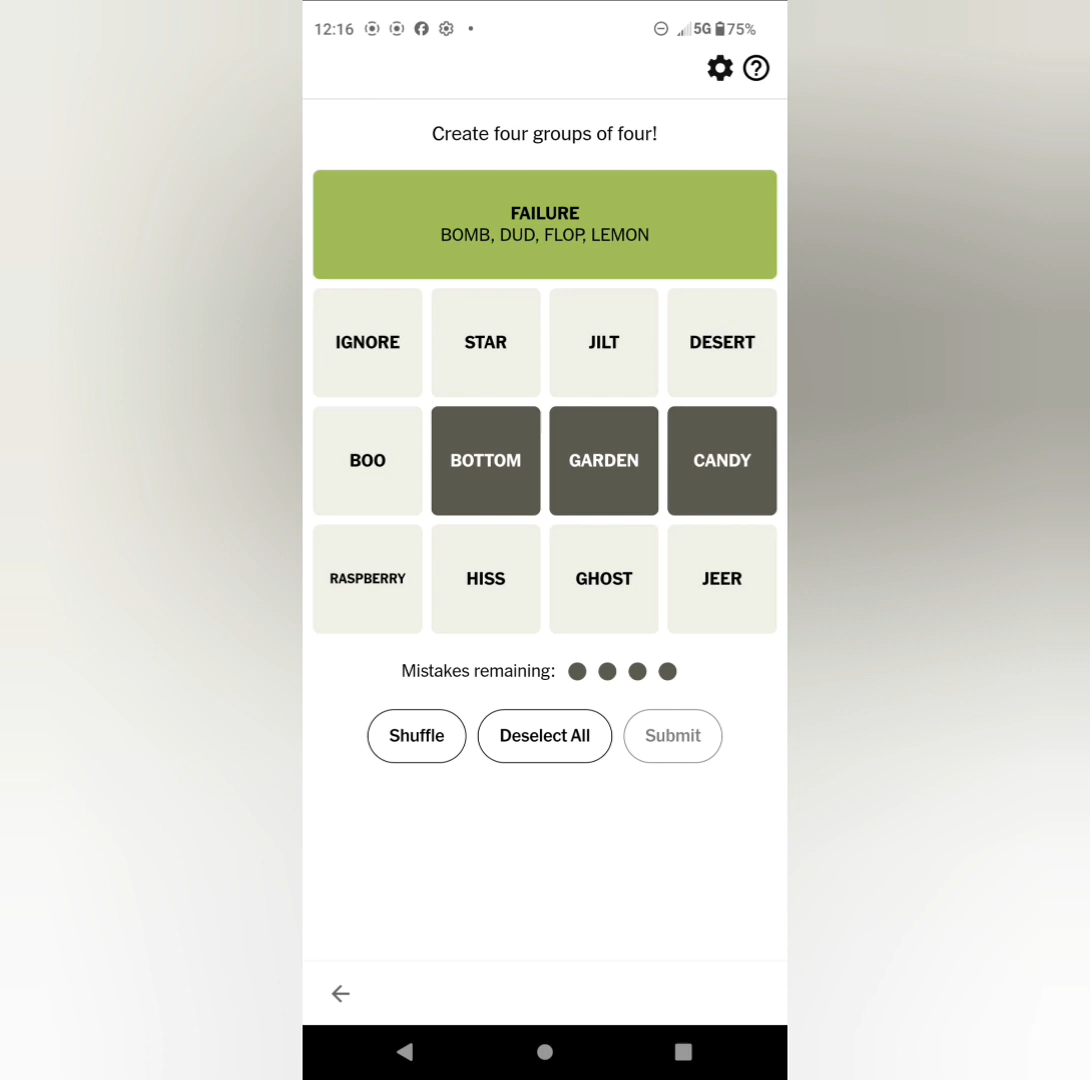 12:16 5G 75%
Create four groups of four!
FAILURE
BOMB, DUD, FLOP, LEMON
IGNORE STAR JILT DESERT
BOO BOTTOM GARDEN CANDY
RASPBERRY HISS GHOST JEER
Mistakes remaining:
Shuffle Deselect All Submit